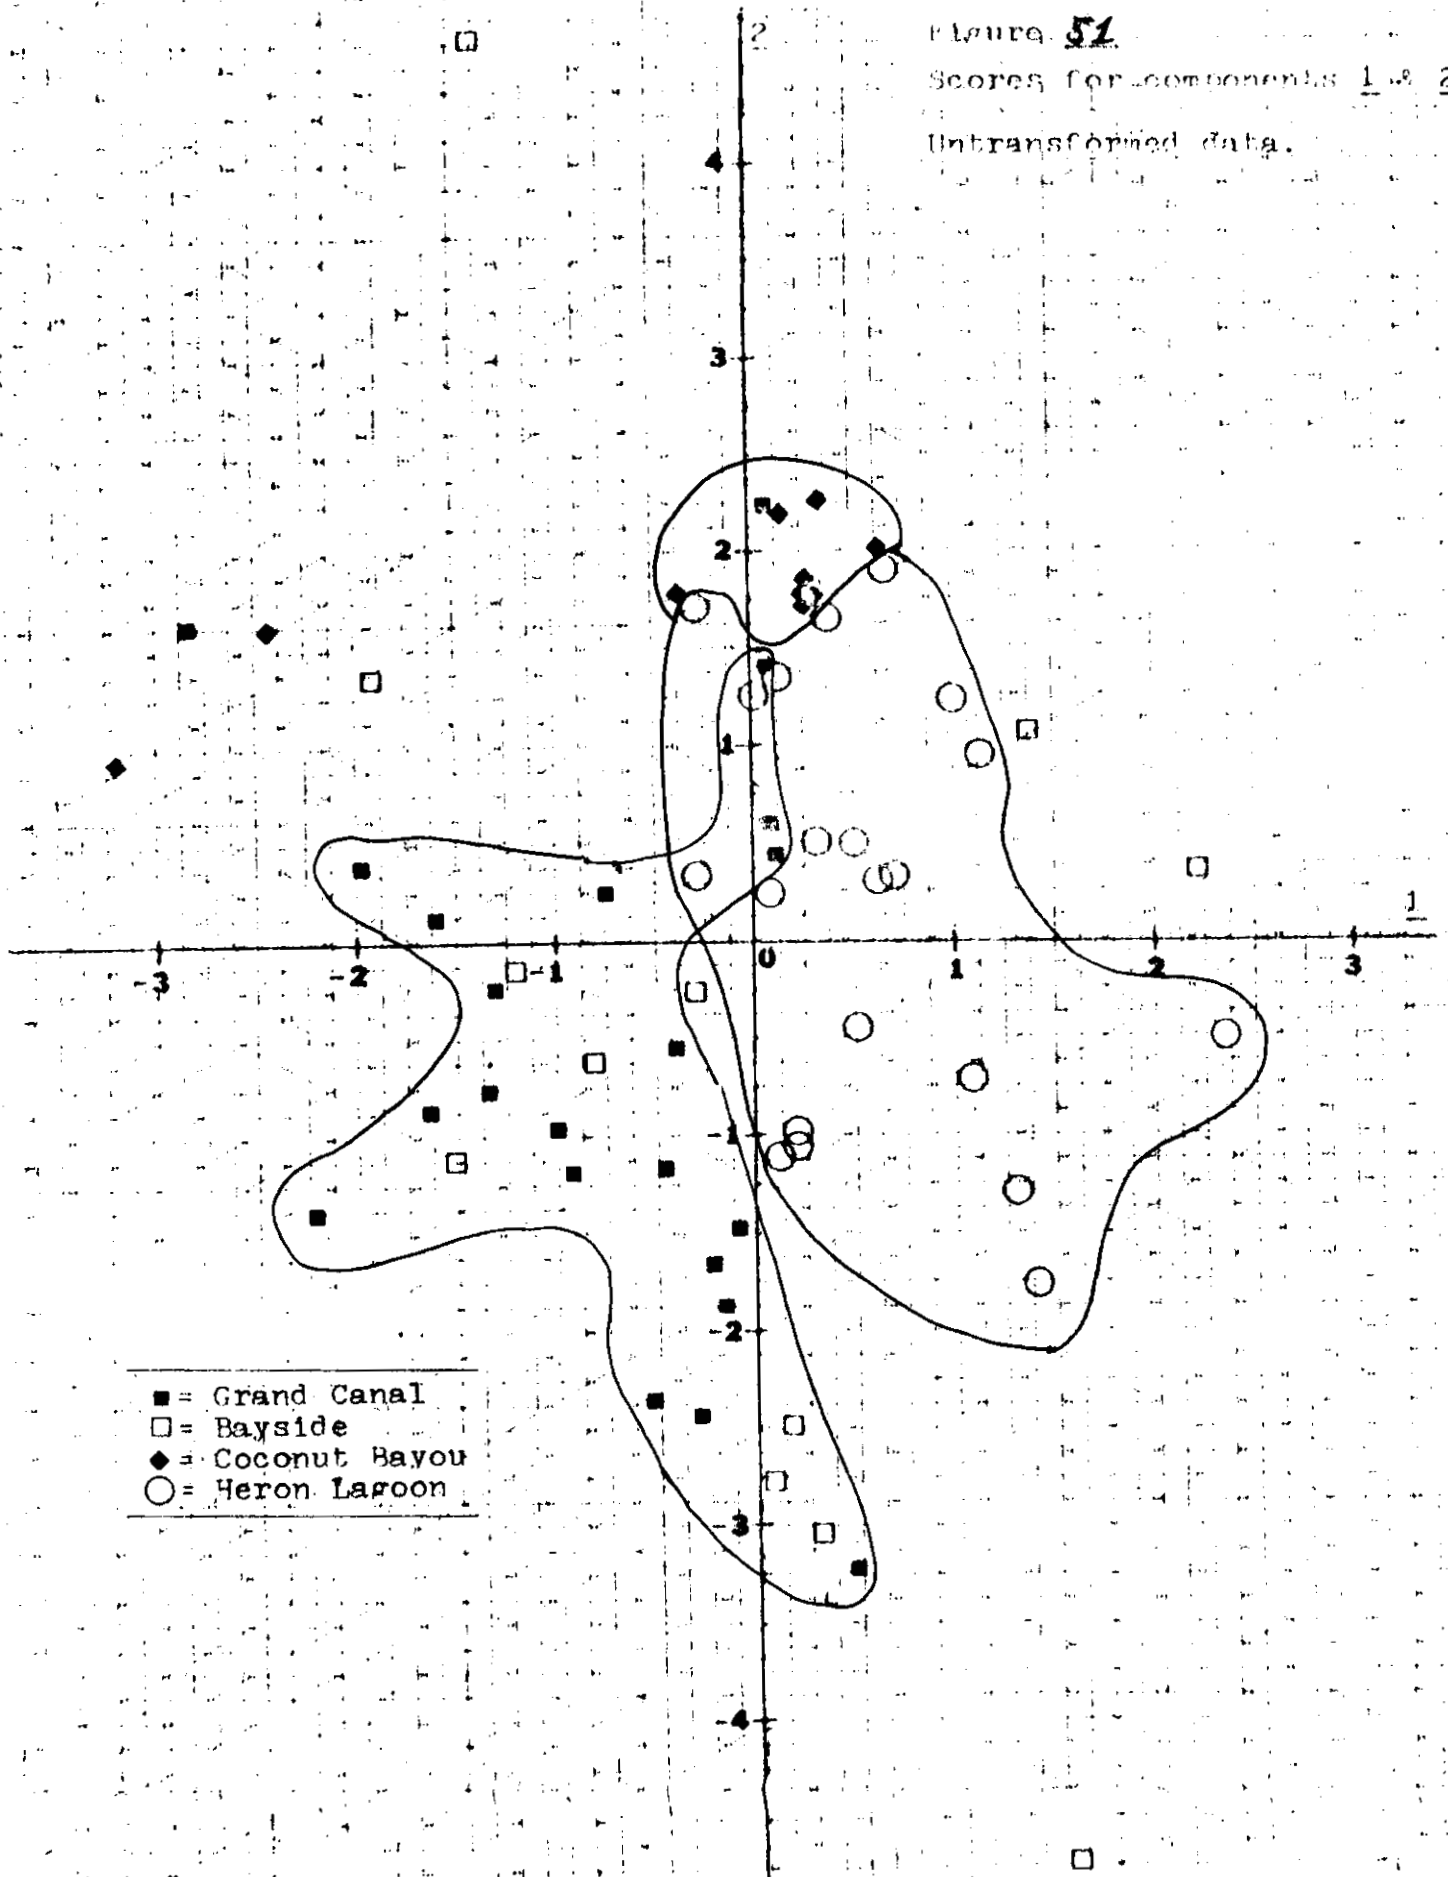 2
Figure 51
Scores for components 1 & 2
Untransformed data.
4
3
2
1
1
-3 -2 -1 0 1 2 3
-1
-2
■ = Grand Canal
□ = Bayside
◆ = Coconut Bayou
○ = Heron Lagoon
-3
-4